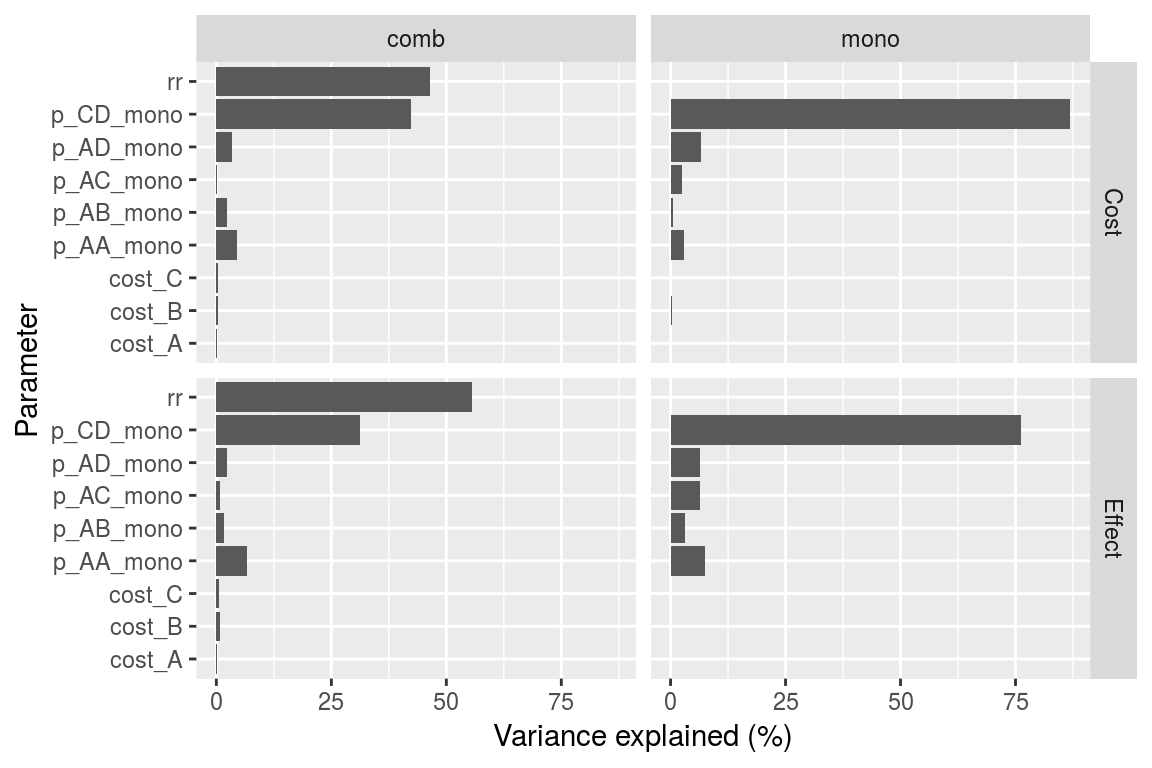 comb
mono
rr
p_CD_mono
p_AD_mono
p_AC_mono
p_AB_mono
p_AA_mono
cost_C
cost_B
cost_A
Cost
rr
p_CD_mono
p_AD_mono
p_AC_mono
p_AB_mono
p_AA_mono
cost_C
cost_B
cost_A
Effect
Parameter
0 25 50 75
0 25 50 75
Variance explained (%)